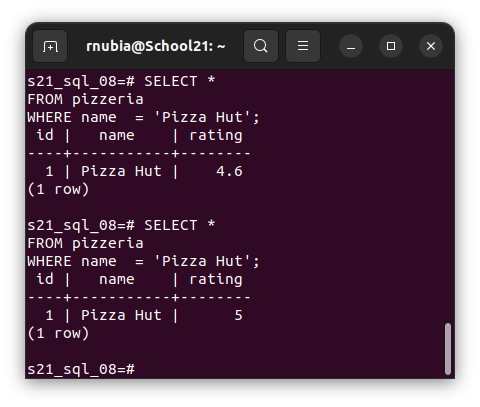 rnubia@School21: ~
s21_sql_08=# SELECT *
FROM pizzeria
WHERE name  = 'Pizza Hut';
 id |   name    | rating
----+-----------+--------
  1 | Pizza Hut |    4.6
(1 row)

s21_sql_08=# SELECT *
FROM pizzeria
WHERE name  = 'Pizza Hut';
 id |   name    | rating
----+-----------+--------
  1 | Pizza Hut |      5
(1 row)

s21_sql_08=#